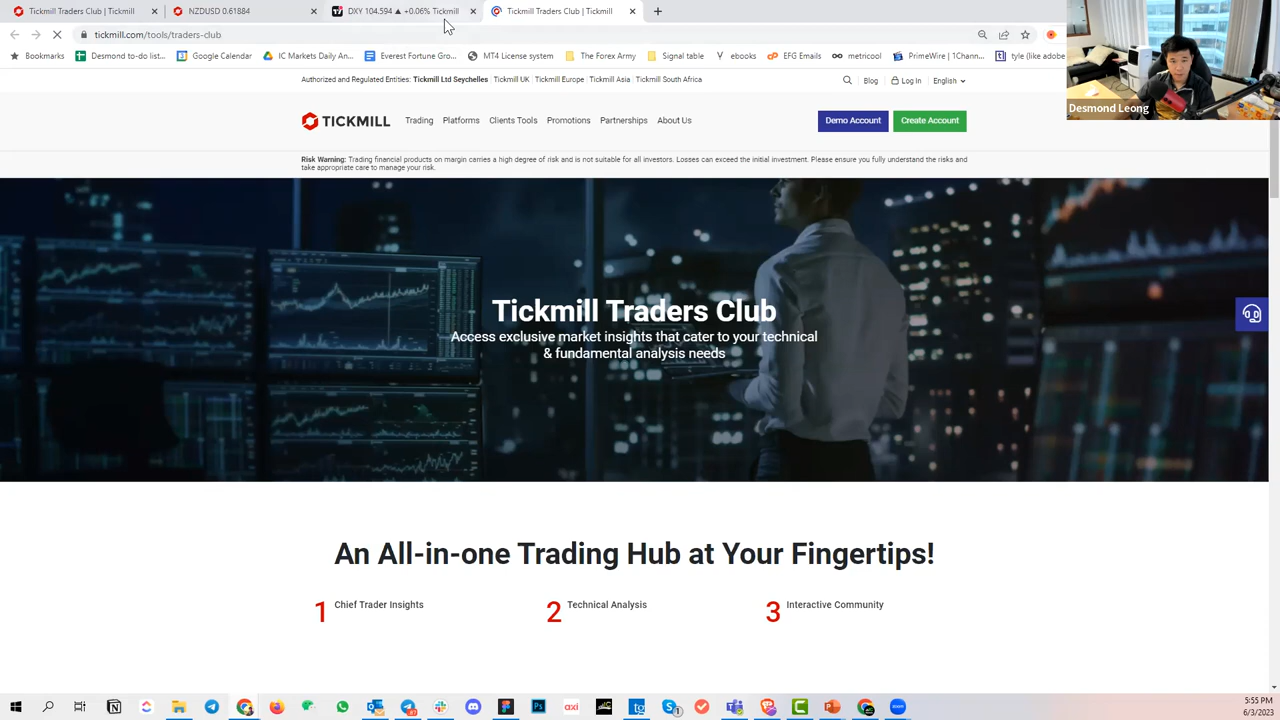 Tickmill Traders Club | Tickmill
NZDUSD 0.61884
DXY 104.594 ▲ +0.06% Tickmill
Tickmill Traders Club | Tickmill
tickmill.com/tools/traders-club
Bookmarks
Desmond to-do list...
Google Calendar
IC Markets Daily An...
Everest Fortune Gro...
MT4 License system
The Forex Army
Signal table
ebooks
EFG Emails
metricool
PrimeWire | 1Chann...
tyle (like adobe
Desmond Leong
Authorized and Regulated Entities: Tickmill Ltd Seychelles | Tickmill UK | Tickmill Europe | Tickmill Asia | Tickmill South Africa
Blog
Log In
English
TICKMILL
Trading
Platforms
Clients Tools
Promotions
Partnerships
About Us
Demo Account
Create Account
Risk Warning: Trading financial products on margin carries a high degree of risk and is not suitable for all investors. Losses can exceed the initial investment. Please ensure you fully understand the risks and
take appropriate care to manage your risk.
Tickmill Traders Club
Access exclusive market insights that cater to your technical
& fundamental analysis needs
An All-in-one Trading Hub at Your Fingertips!
1 Chief Trader Insights
2 Technical Analysis
3 Interactive Community
5:55 PM
6/3/2023